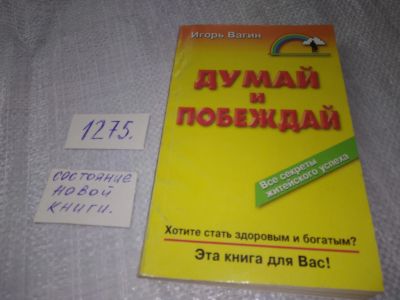 Игорь Вагин
ДУМАЙ
и
ПОБЕЖДАЙ
Все секреты
житейского успеха
Хотите стать здоровым и богатым?
Эта книга для Вас!
1275.
состояние
новой
книги.